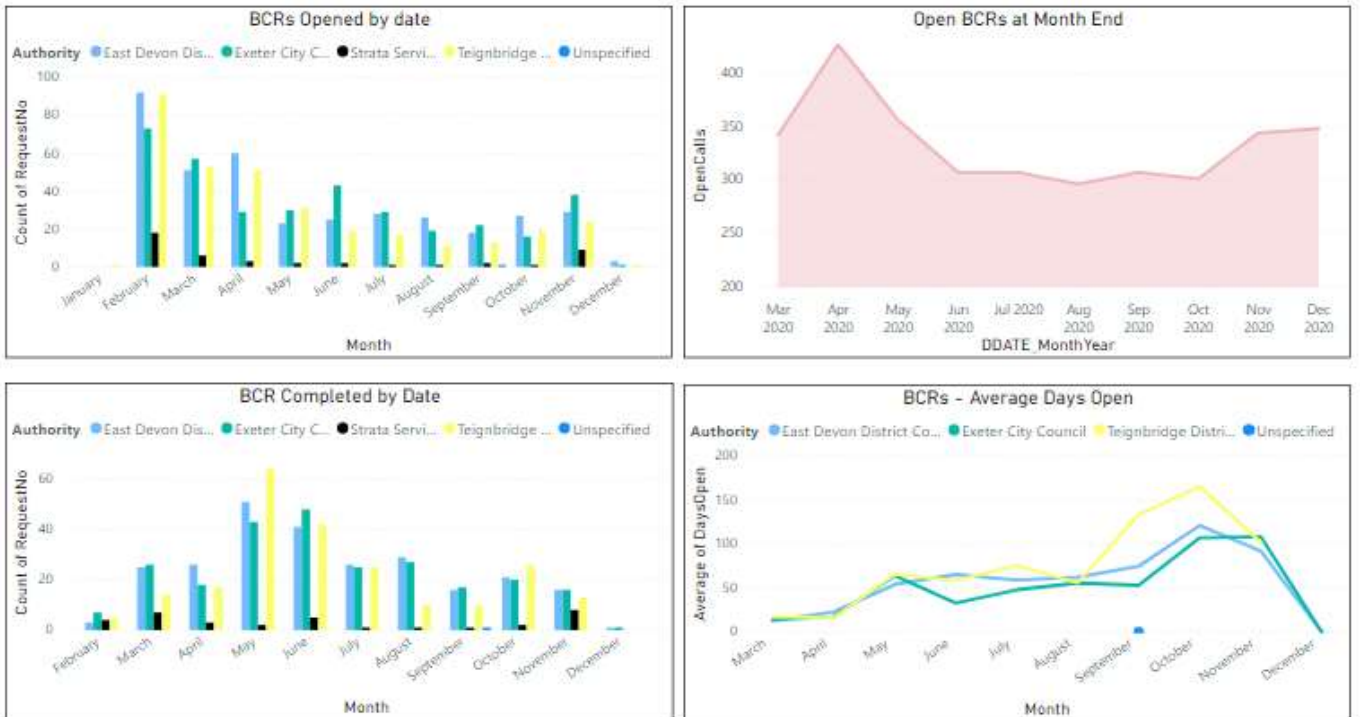 BCRs Opened by date
Authority East Devon Dis... Exeter City C... Strata Servi... Teignbridge ... Unspecified
Count of RequestNo
100
80
60
40
20
0
January February March April May June July August September October November December
Month
Open BCRs at Month End
OpenCalls
400
350
300
250
200
Mar 2020 Apr 2020 May 2020 Jun 2020 Jul 2020 Aug 2020 Sep 2020 Oct 2020 Nov 2020 Dec 2020
DDATE_MonthYear
BCR Completed by Date
Authority East Devon Dis... Exeter City C... Strata Servi... Teignbridge ... Unspecified
Count of RequestNo
60
40
20
0
February March April May June July August September October November December
Month
BCRs - Average Days Open
Authority East Devon District Co... Exeter City Council Teignbridge Distri... Unspecified
Average of DaysOpen
200
150
100
50
0
March April May June July August September October November December
Month